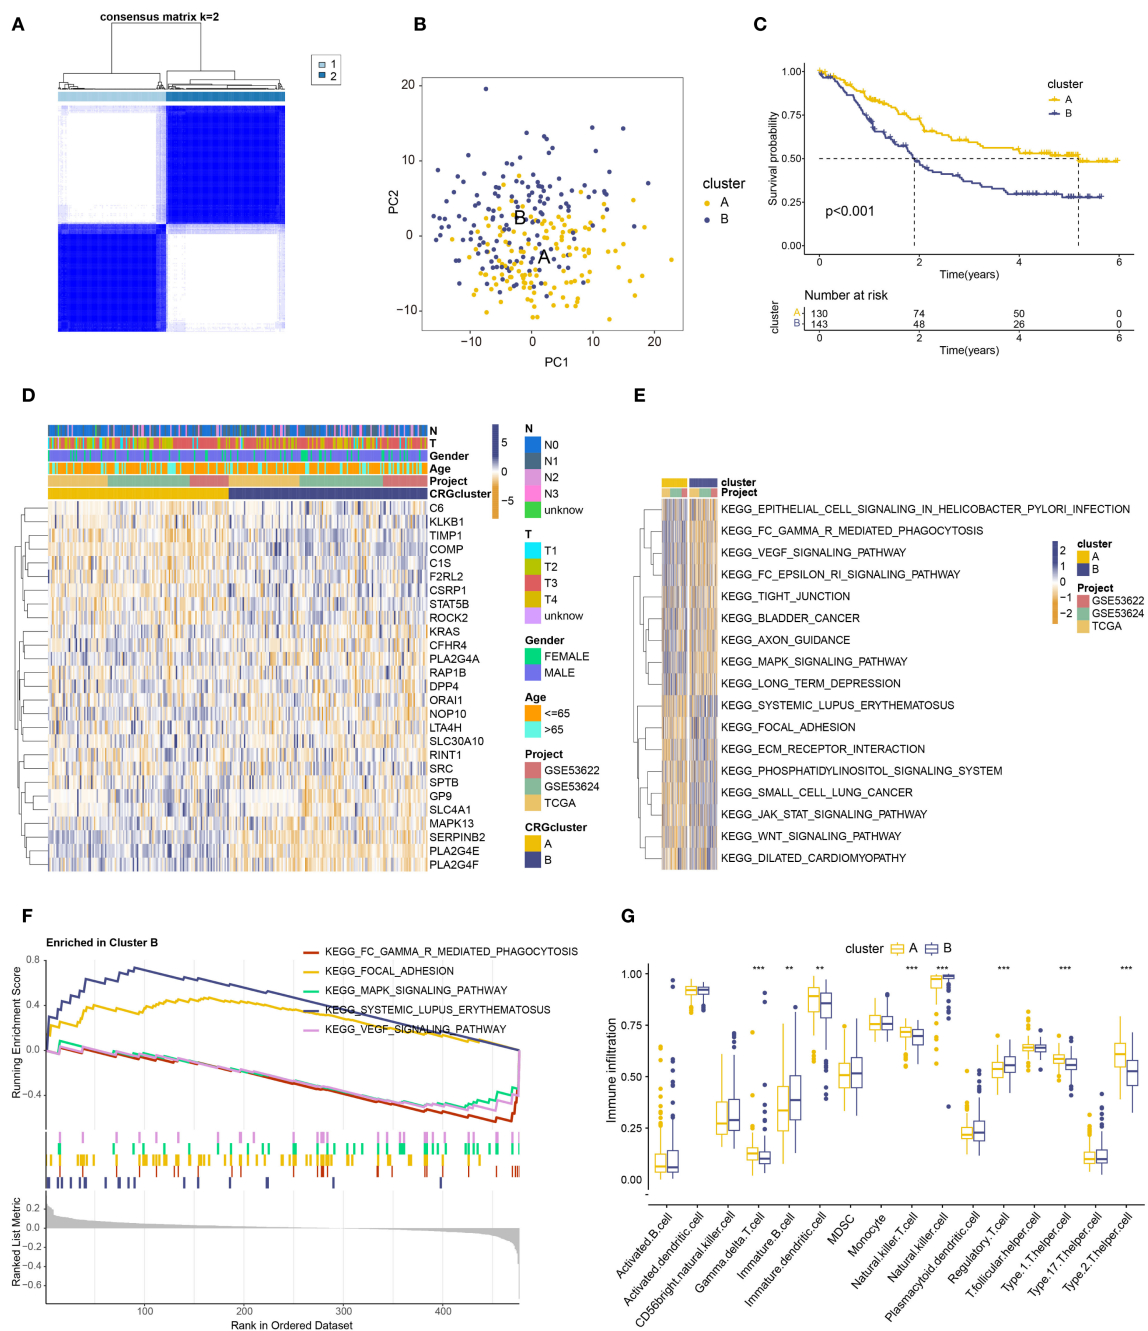 A
consensus matrix k=2
1
2
B
20
10
0
−10
PC2
−10
0
10
20
PC1
cluster
A
B
A
B
C
cluster
A
B
1.00
0.75
0.50
0.25
0.00
Survival probability
p<0.001
0
2
4
6
Time(years)
Number at risk
cluster
A
130
74
50
0
B
143
48
26
0
0
2
4
6
Time(years)
D
N
T
Gender
Age
Project
CRGcluster
C6
KLKB1
TIMP1
COMP
C1S
F2RL2
CSRP1
STAT5B
ROCK2
KRAS
CFHR4
PLA2G4A
RAP1B
DPP4
ORAI1
NOP10
LTA4H
SLC30A10
RINT1
SRC
SPTB
GP9
SLC4A1
MAPK13
SERPINB2
PLA2G4E
PLA2G4F
5
0
−5
N
N0
N1
N2
N3
unknow
T
T1
T2
T3
T4
unknow
Gender
FEMALE
MALE
Age
<=65
>65
Project
GSE53622
GSE53624
TCGA
CRGcluster
A
B
E
cluster
Project
KEGG_EPITHELIAL_CELL_SIGNALING_IN_HELICOBACTER_PYLORI_INFECTION
KEGG_FC_GAMMA_R_MEDIATED_PHAGOCYTOSIS
KEGG_VEGF_SIGNALING_PATHWAY
KEGG_FC_EPSILON_RI_SIGNALING_PATHWAY
KEGG_TIGHT_JUNCTION
KEGG_BLADDER_CANCER
KEGG_AXON_GUIDANCE
KEGG_MAPK_SIGNALING_PATHWAY
KEGG_LONG_TERM_DEPRESSION
KEGG_SYSTEMIC_LUPUS_ERYTHEMATOSUS
KEGG_FOCAL_ADHESION
KEGG_ECM_RECEPTOR_INTERACTION
KEGG_PHOSPHATIDYLINOSITOL_SIGNALING_SYSTEM
KEGG_SMALL_CELL_LUNG_CANCER
KEGG_JAK_STAT_SIGNALING_PATHWAY
KEGG_WNT_SIGNALING_PATHWAY
KEGG_DILATED_CARDIOMYOPATHY
2
1
0
−1
−2
cluster
A
B
Project
GSE53622
GSE53624
TCGA
F
Enriched in Cluster B
KEGG_FC_GAMMA_R_MEDIATED_PHAGOCYTOSIS
KEGG_FOCAL_ADHESION
KEGG_MAPK_SIGNALING_PATHWAY
KEGG_SYSTEMIC_LUPUS_ERYTHEMATOSUS
KEGG_VEGF_SIGNALING_PATHWAY
0.8
0.4
0.0
−0.4
Running Enrichment Score
0.2
0.0
−0.2
−0.4
−0.6
Ranked List Metric
100
200
300
400
Rank in Ordered Dataset
G
cluster
A
B
*** ** ** *** *** *** *** ***
1.00
0.75
0.50
0.25
0.00
Immune infiltration
Activated.B.cell
Activated.dendritic.cell
CD56bright.natural.killer.cell
Gamma.delta.T.cell
Immature.B.cell
Immature.dendritic.cell
MDSC
Monocyte
Natural.killer.T.cell
Natural.killer.cell
Plasmacytoid.dendritic.cell
Regulatory.T.cell
T.follicular.helper.cell
Type.1.T.helper.cell
Type.17.T.helper.cell
Type.2.T.helper.cell